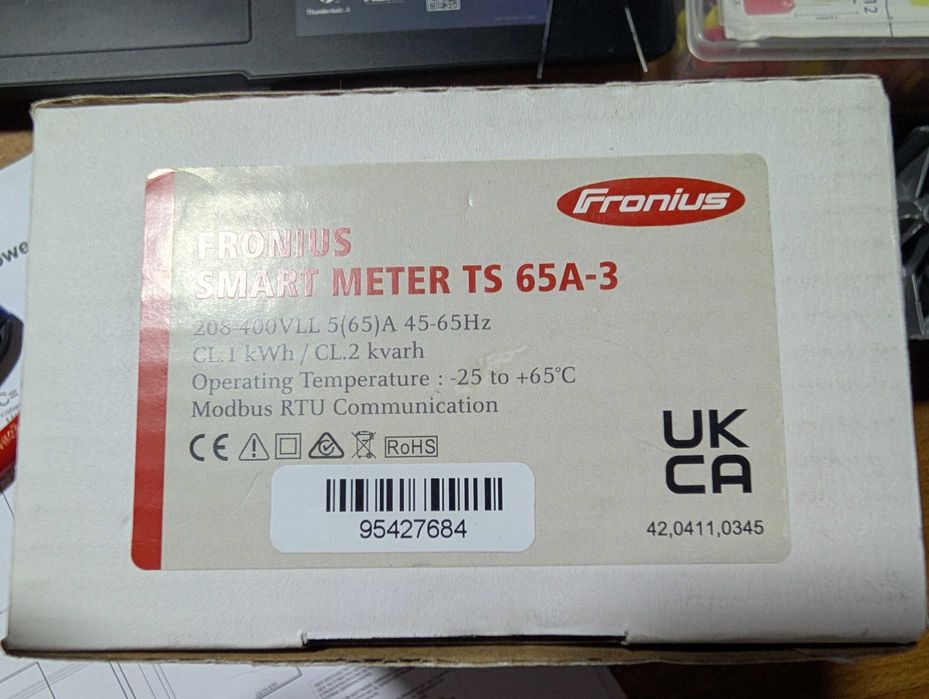 Fronius
FRONIUS
SMART METER TS 65A-3
208-400VLL 5(65)A 45-65Hz
CL.1 kWh / CL.2 kvarh
Operating Temperature : -25 to +65°C
Modbus RTU Communication
CE
RoHS
UK
CA
95427684
42,0411,0345